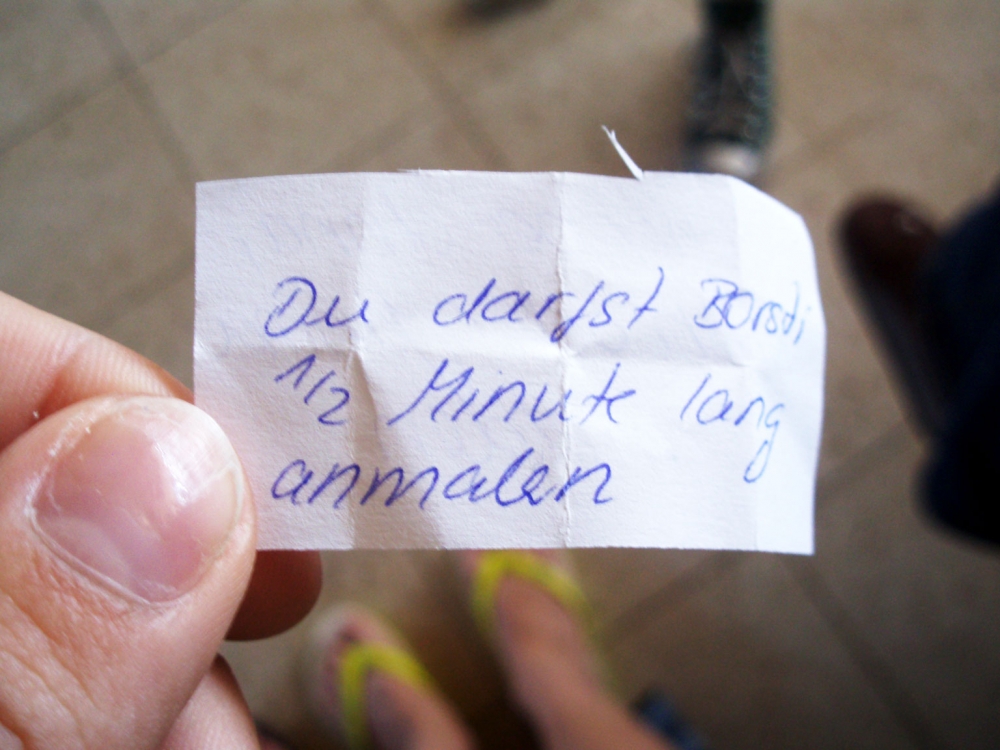 Du darfst Borsti
1/2 Minute lang
anmalen